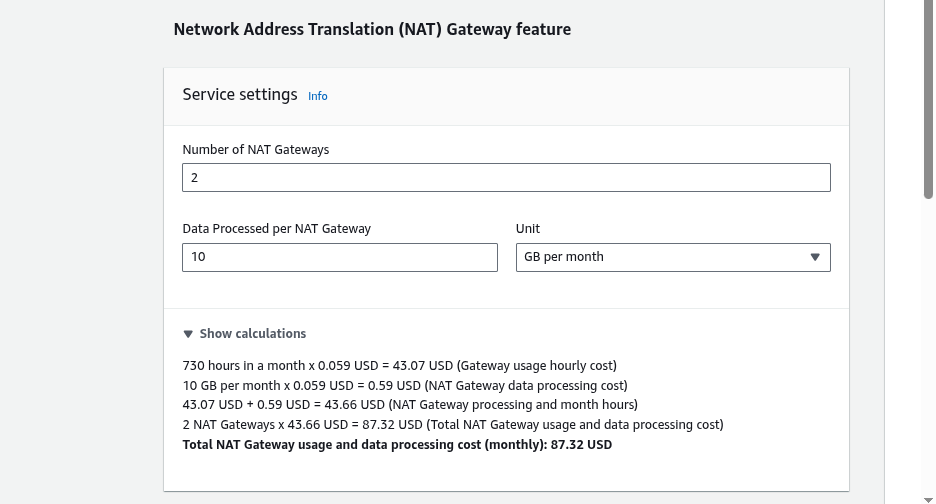 Network Address Translation (NAT) Gateway feature
Service settings Info
Number of NAT Gateways
2
Data Processed per NAT Gateway Unit
10 GB per month
Show calculations
730 hours in a month x 0.059 USD = 43.07 USD (Gateway usage hourly cost)
10 GB per month x 0.059 USD = 0.59 USD (NAT Gateway data processing cost)
43.07 USD + 0.59 USD = 43.66 USD (NAT Gateway processing and month hours)
2 NAT Gateways x 43.66 USD = 87.32 USD (Total NAT Gateway usage and data processing cost)
Total NAT Gateway usage and data processing cost (monthly): 87.32 USD